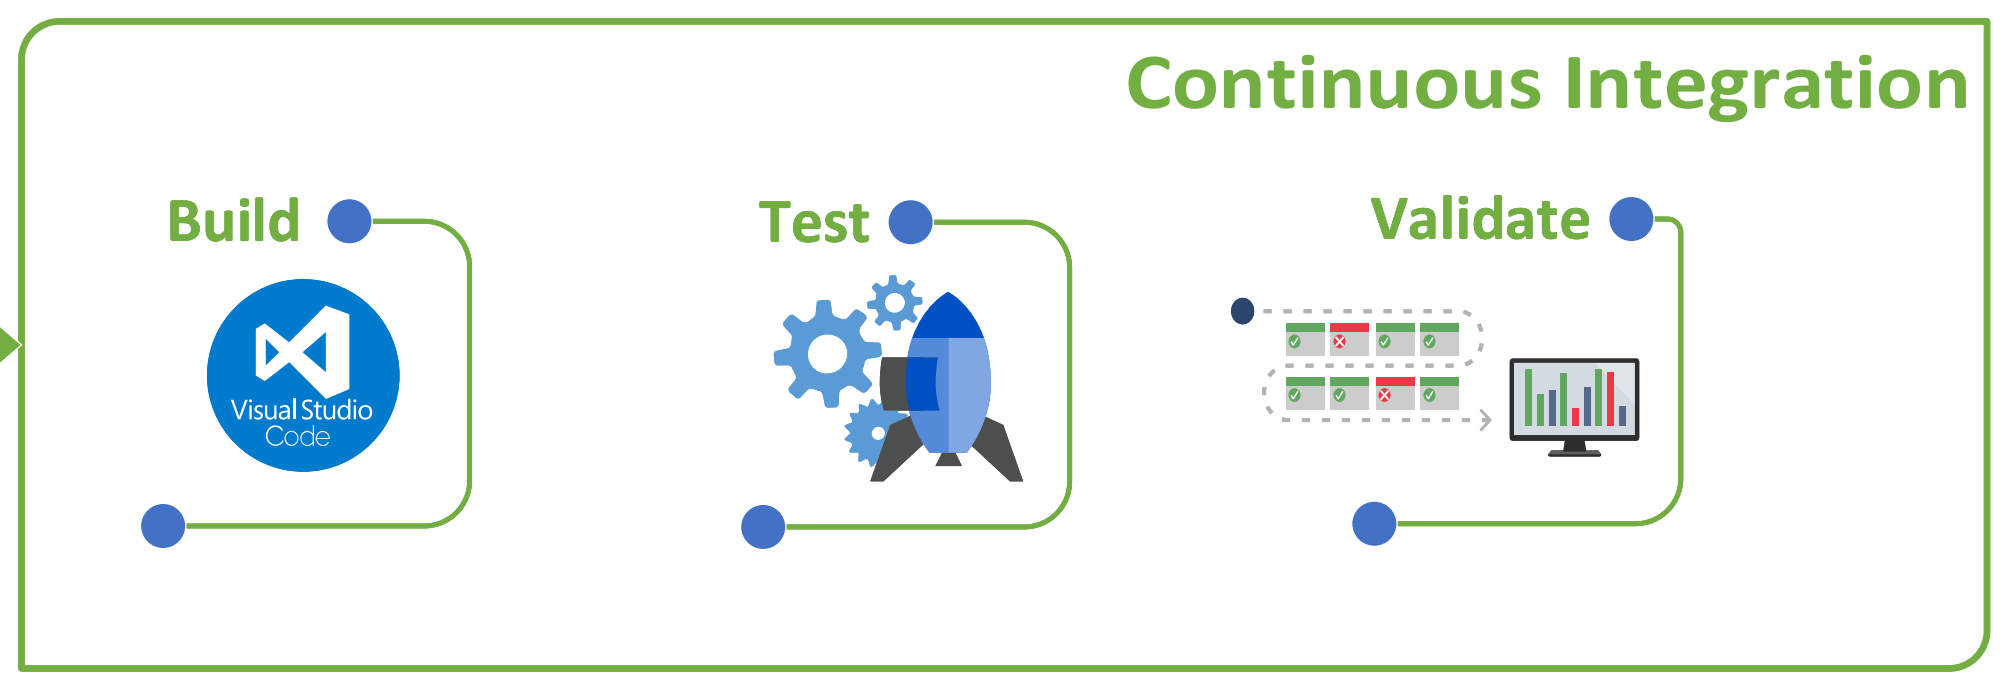 Continuous Integration
Build
Test
Validate
Visual Studio
Code